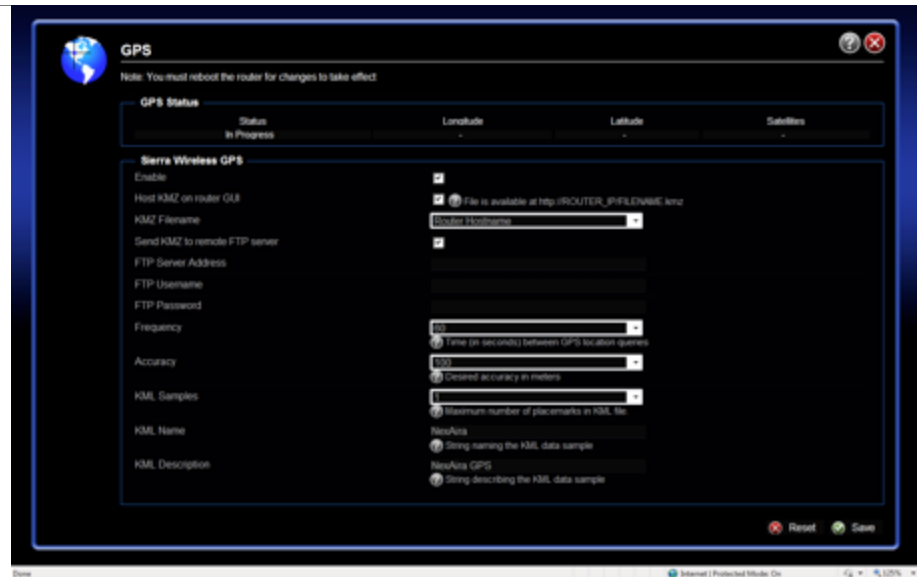 GPS
Note: You must reboot the router for changes to take effect
GPS Status
Status Longitude Latitude Satellites
In Progress - - -
Sierra Wireless GPS
Enable
Host KMZ on router GUI File is available at http://ROUTER_IP/FILENAME.kmz
KMZ Filename Router Hostname
Send KMZ to remote FTP server
FTP Server Address
FTP Username
FTP Password
Frequency 60
Time (in seconds) between GPS location queries
Accuracy 100
Desired accuracy in meters
KML Samples 1
Maximum number of placemarks in KML file.
KML Name NexAira
String naming the KML data sample
KML Description NexAira GPS
String describing the KML data sample
Reset Save
Done Internet | Protected Mode: On 125%